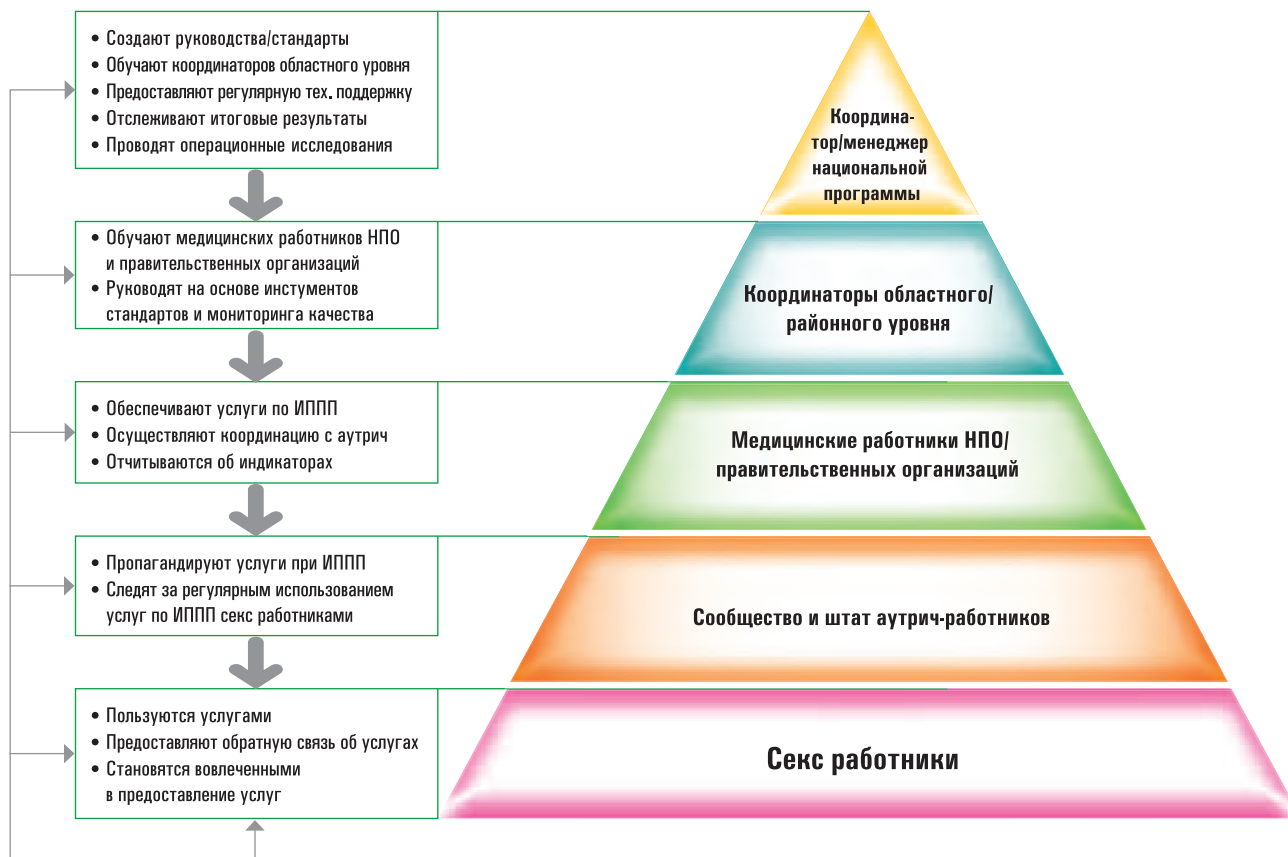 • Создают руководства/стандарты
• Обучают координаторов областного уровня
• Предоставляют регулярную тех. поддержку
• Отслеживают итоговые результаты
• Проводят операционные исследования
Координа-
тор/менеджер
национальной
программы
• Обучают медицинских работников НПО
и правительственных организаций
• Руководят на основе инстументов
стандартов и мониторинга качества
Координаторы областного/
районного уровня
• Обеспечивают услуги по ИППП
• Осуществляют координацию с аутрич
• Отчитываются об индикаторах
Медицинские работники НПО/
правительственных организаций
• Пропагандируют услуги при ИППП
• Следят за регулярным использованием
услуг по ИППП секс работниками
Сообщество и штат аутрич-работников
• Пользуются услугами
• Предоставляют обратную связь об услугах
• Становятся вовлеченными
в предоставление услуг
Секс работники